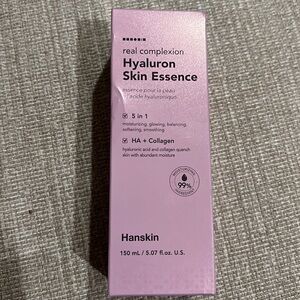 real complexion
Hyaluron
Skin Essence
essence pour la peau
d'acide hyaluronique
5 in 1
moisturizing, glowing, balancing,
softening, smoothing
HA + Collagen
hyaluronic acid and collagen quench
skin with abundant moisture
99%
Hanskin
150 mL / 5.07 fl.oz. U.S.